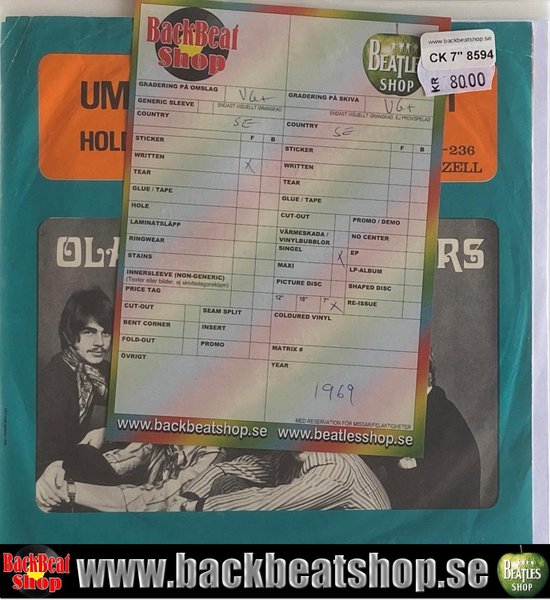 BackBeat
Shop
BEATLES
SHOP
www.backbeatshop.se
CK 7" 8594
KR 80.00
UM
HOL
-236
ZELL
OLA
RS
GRADERING PÅ OMSLAG VG+
GENERIC SLEEVE ENDAST VISUELLT GRANSKAD
COUNTRY SE
STICKER F B
WRITTEN X
TEAR
GLUE / TAPE
HOLE
LAMINATSLÄPP
RINGWEAR
STAINS
INNERSLEEVE (NON-GENERIC)
(Texter eller bilder, ej skivbolagsreklam)
PRICE TAG
CUT-OUT SEAM SPLIT
BENT CORNER INSERT
FOLD-OUT PROMO
ÖVRIGT
GRADERING PÅ SKIVA VG+
ENDAST VISUELLT GRANSKAD, EJ PROVSPELAD
COUNTRY SE
STICKER F B
WRITTEN
TEAR
GLUE / TAPE
CUT-OUT PROMO / DEMO
VÄRMESKADA /
VINYLBUBBLOR NO CENTER
SINGEL X EP
MAXI LP-ALBUM
PICTURE DISC SHAPED DISC
12" 10" 7" X RE-ISSUE
COLOURED VINYL
MATRIX #
YEAR
1969
MED RESERVATION FÖR MISSAR/FELAKTIGHETER
www.backbeatshop.se www.beatlesshop.se
BackBeat
Shop
www.backbeatshop.se
BEATLES
SHOP